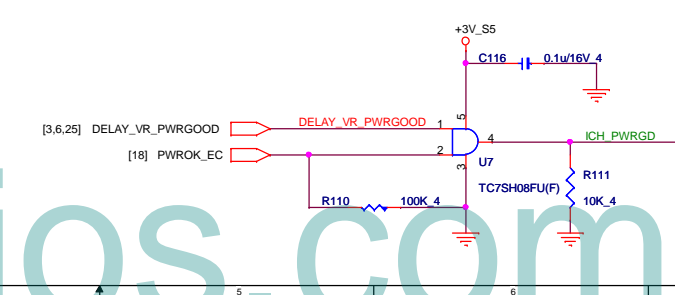 +3V_S5
C116 0.1u/16V_4
[3,6,25] DELAY_VR_PWRGOOD DELAY_VR_PWRGOOD 1 5
4 ICH_PWRGD
[18] PWROK_EC 2
3 U7
TC7SH08FU(F) R111
R110 100K_4 10K_4
ios.com
5 6